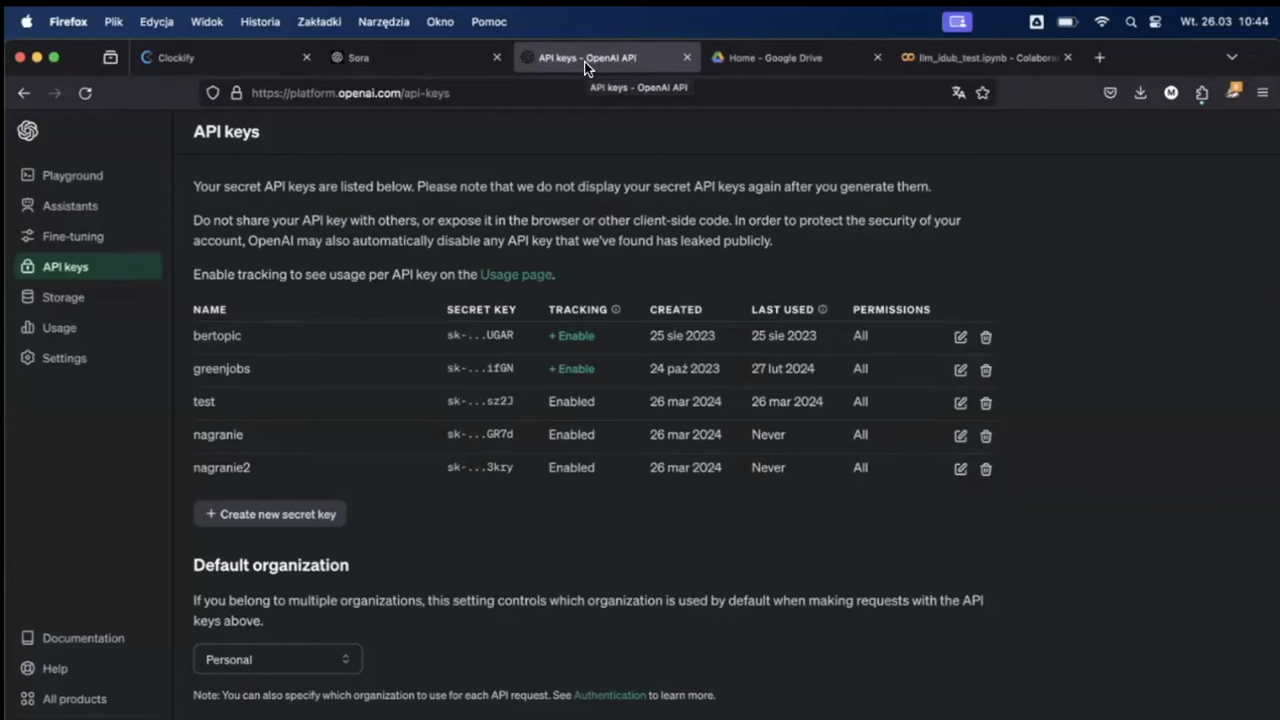 Firefox Plik Edycja Widok Historia Zakładki Narzędzia Okno Pomoc Wt. 26.03 10:44
Clockify Sora API keys - OpenAI API Home - Google Drive llm_idub_test.ipynb - Colabora
API keys - OpenAI API
https://platform.openai.com/api-keys
API keys
Playground
Assistants
Fine-tuning
API keys
Storage
Usage
Settings
Your secret API keys are listed below. Please note that we do not display your secret API keys again after you generate them.
Do not share your API key with others, or expose it in the browser or other client-side code. In order to protect the security of your
account, OpenAI may also automatically disable any API key that we've found has leaked publicly.
Enable tracking to see usage per API key on the Usage page.
NAME SECRET KEY TRACKING CREATED LAST USED PERMISSIONS
bertopic sk-...UGAR + Enable 25 sie 2023 25 sie 2023 All
greenjobs sk-...ifGN + Enable 24 paź 2023 27 lut 2024 All
test sk-...sz2J Enabled 26 mar 2024 26 mar 2024 All
nagranie sk-...GR7d Enabled 26 mar 2024 Never All
nagranie2 sk-...3kry Enabled 26 mar 2024 Never All
+ Create new secret key
Default organization
If you belong to multiple organizations, this setting controls which organization is used by default when making requests with the API
keys above.
Personal
Note: You can also specify which organization to use for each API request. See Authentication to learn more.
Documentation
Help
All products